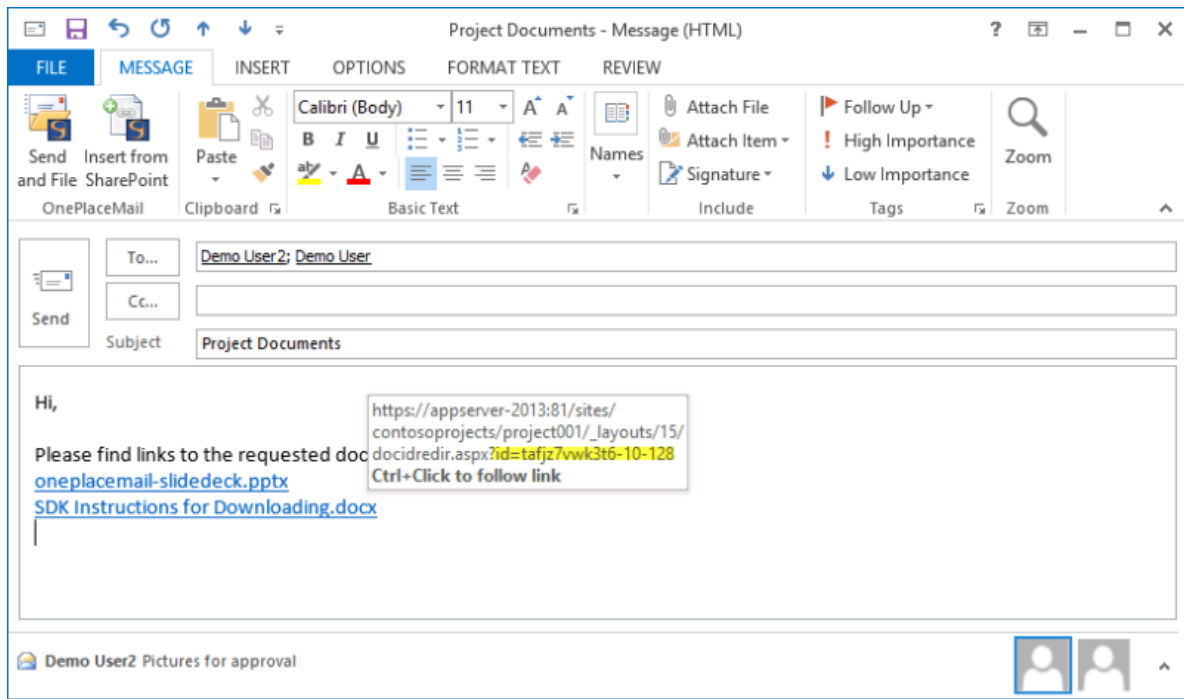 Project Documents - Message (HTML)
?
FILE MESSAGE INSERT OPTIONS FORMAT TEXT REVIEW
Send and File
Insert from SharePoint
OnePlaceMail
Paste
Clipboard
Calibri (Body) 11 A A
B I U
aby A
Basic Text
Names
Attach File
Attach Item
Signature
Include
Follow Up
High Importance
Low Importance
Tags
Zoom
Zoom
Send
To... Demo User2; Demo User
Cc...
Subject Project Documents
Hi,
Please find links to the requested doc
oneplacemail-slidedeck.pptx
SDK Instructions for Downloading.docx
https://appserver-2013:81/sites/
contosoprojects/project001/_layouts/15/
docidredir.aspx?id=tafjz7vwk3t6-10-128
Ctrl+Click to follow link
Demo User2 Pictures for approval